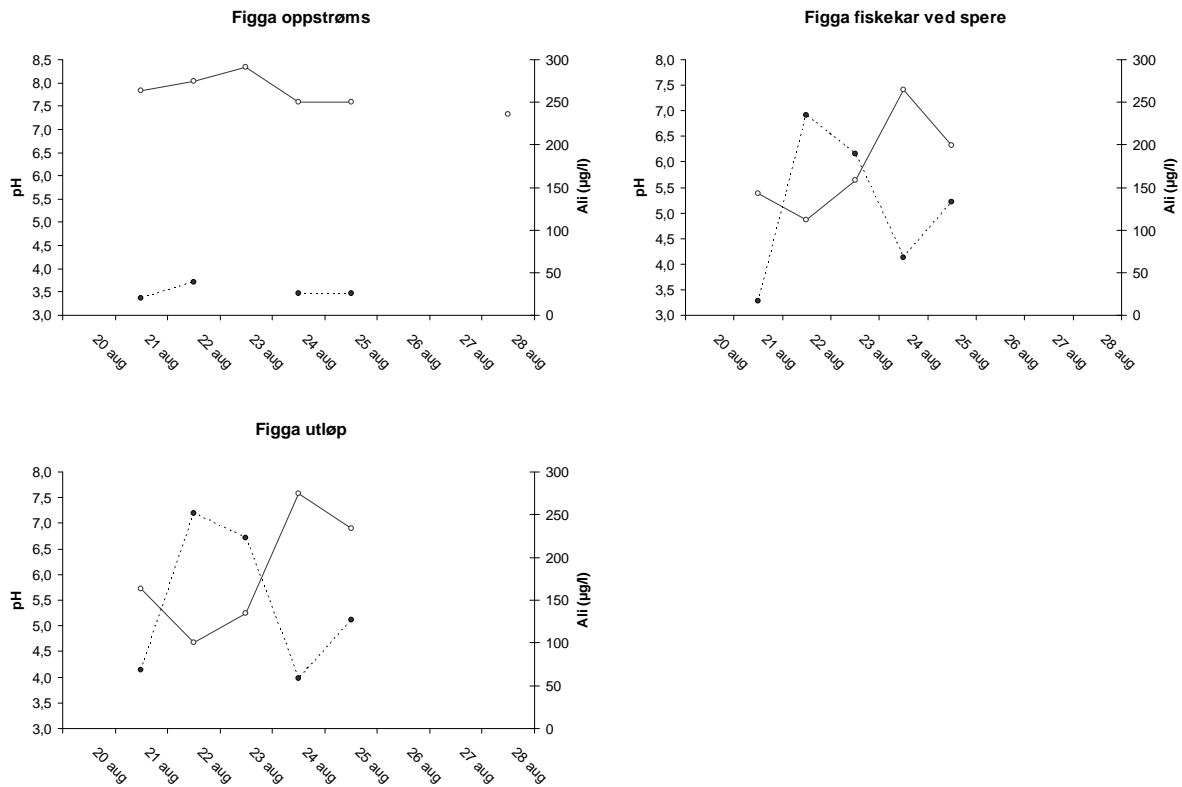 Figga oppstrøms
8,5
8,0
7,5
7,0
6,5
6,0
5,5
5,0
4,5
4,0
3,5
3,0
pH
300
250
200
150
100
50
0
Ali (µg/l)
20 aug
21 aug
22 aug
23 aug
24 aug
25 aug
27 aug
28 aug
Figga fiskekar ved spere
8,0
7,5
7,0
6,5
6,0
5,5
5,0
4,5
4,0
3,5
3,0
pH
300
250
200
150
100
50
0
Ali (µg/l)
20 aug
21 aug
22 aug
23 aug
24 aug
25 aug
27 aug
28 aug
Figga utløp
8,0
7,5
7,0
6,5
6,0
5,5
5,0
4,5
4,0
3,5
3,0
pH
300
250
200
150
100
50
0
Ali (µg/l)
20 aug
21 aug
22 aug
23 aug
24 aug
25 aug
27 aug
28 aug